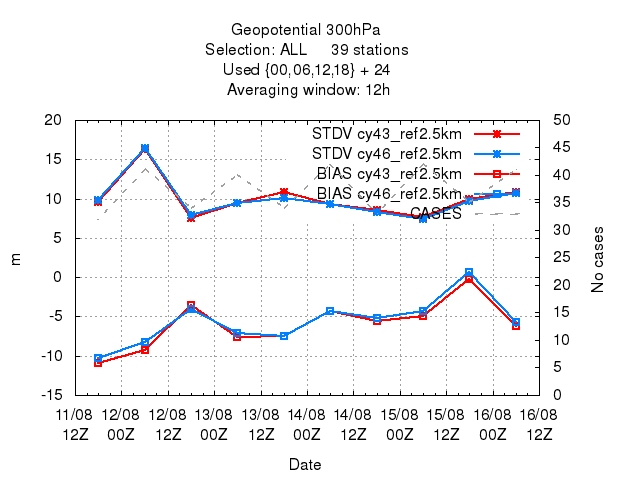 Geopotential 300hPa
Selection: ALL 39 stations
Used {00,06,12,18} + 24
Averaging window: 12h
20 50
STDV cy43_ref2.5km
45
STDV cy46_ref2.5km
15
BIAS cy43_ref2.5km
40
BIAS cy46_ref2.5km
10 35
CASES
5 30
25
0
20
-5 15
10
-10
5
-15 0
m
No cases
11/08 12/08 12/08 13/08 13/08 14/08 14/08 15/08 15/08 16/08 16/08
12Z 00Z 12Z 00Z 12Z 00Z 12Z 00Z 12Z 00Z 12Z
Date